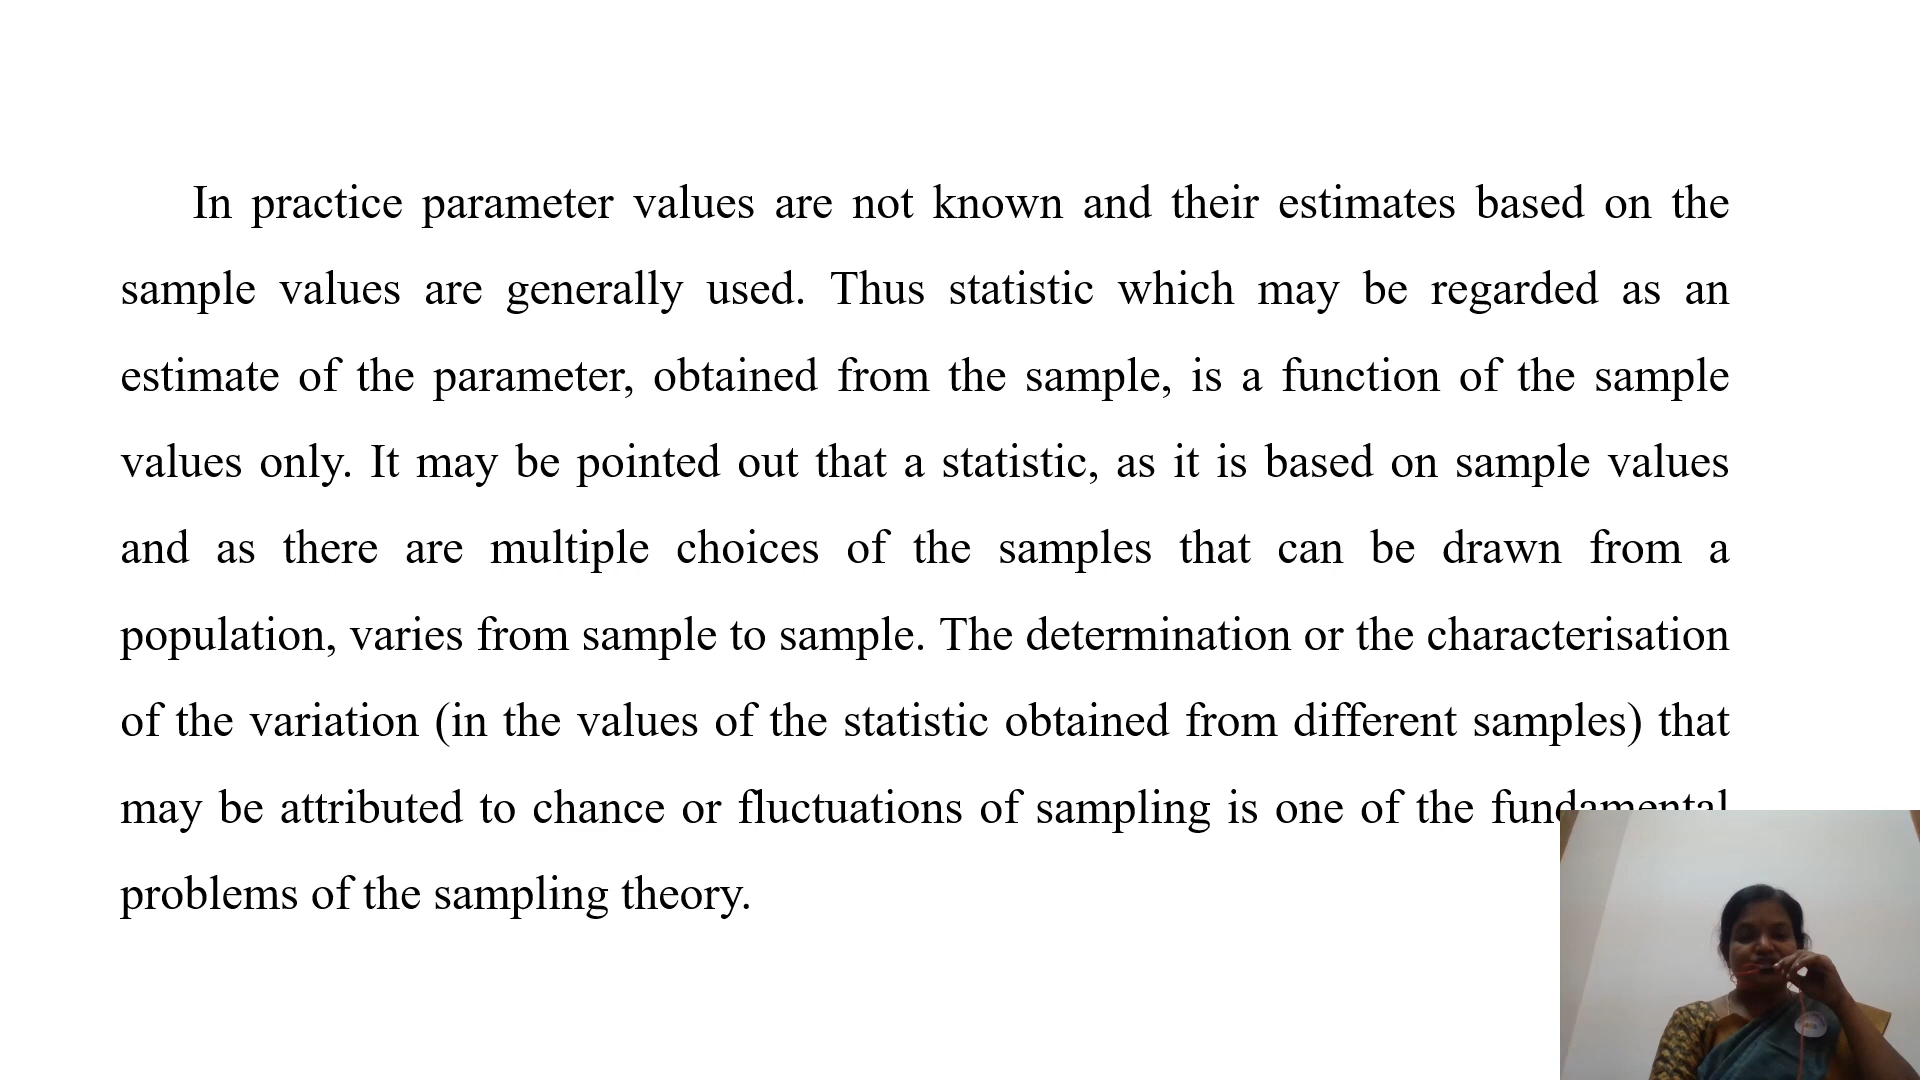 In practice parameter values are not known and their estimates based on the
sample values are generally used. Thus statistic which may be regarded as an
estimate of the parameter, obtained from the sample, is a function of the sample
values only. It may be pointed out that a statistic, as it is based on sample values
and as there are multiple choices of the samples that can be drawn from a
population, varies from sample to sample. The determination or the characterisation
of the variation (in the values of the statistic obtained from different samples) that
may be attributed to chance or fluctuations of sampling is one of the fundamental
problems of the sampling theory.